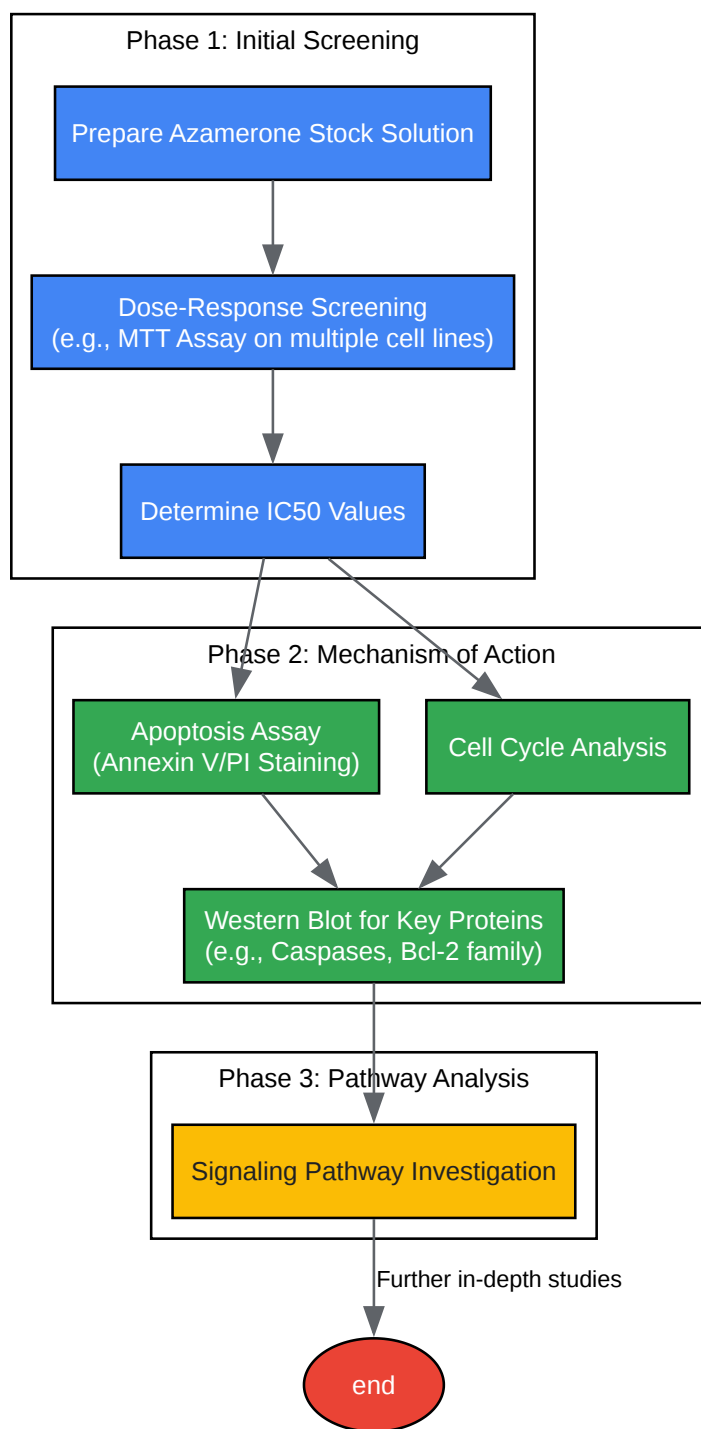 Phase 1: Initial Screening
Prepare Azamerone Stock Solution
Dose-Response Screening
(e.g., MTT Assay on multiple cell lines)
Determine IC50 Values
Phase 2: Mechanism of Action
Apoptosis Assay
(Annexin V/PI Staining)
Cell Cycle Analysis
Western Blot for Key Proteins
(e.g., Caspases, Bcl-2 family)
Phase 3: Pathway Analysis
Signaling Pathway Investigation
Further in-depth studies
end